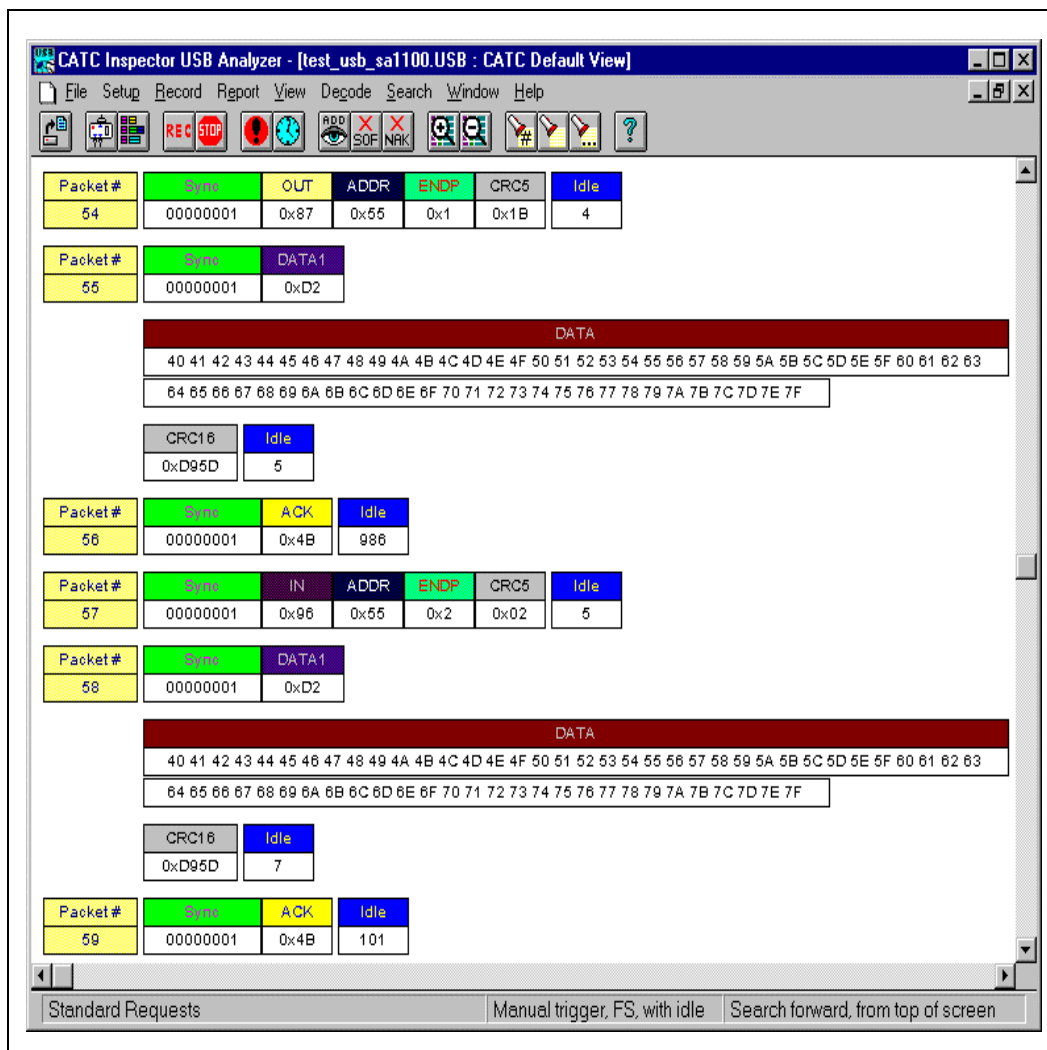 CATC Inspector USB Analyzer - [test_usb_sa1100.USB : CATC Default View]
File Setup Record Report View Decode Search Window Help
REC STOP ADD SOF NAK # ... ?
Packet# Sync OUT ADDR ENDP CRC5 Idle
54 00000001 0x87 0x55 0x1 0x1B 4
Packet# Sync DATA1
55 00000001 0xD2
DATA
40 41 42 43 44 45 46 47 48 49 4A 4B 4C 4D 4E 4F 50 51 52 53 54 55 56 57 58 59 5A 5B 5C 5D 5E 5F 60 61 62 63
64 65 66 67 68 69 6A 6B 6C 6D 6E 6F 70 71 72 73 74 75 76 77 78 79 7A 7B 7C 7D 7E 7F
CRC16 Idle
0xD95D 5
Packet# Sync ACK Idle
56 00000001 0x4B 986
Packet# Sync IN ADDR ENDP CRC5 Idle
57 00000001 0x96 0x55 0x2 0x02 5
Packet# Sync DATA1
58 00000001 0xD2
DATA
40 41 42 43 44 45 46 47 48 49 4A 4B 4C 4D 4E 4F 50 51 52 53 54 55 56 57 58 59 5A 5B 5C 5D 5E 5F 60 61 62 63
64 65 66 67 68 69 6A 6B 6C 6D 6E 6F 70 71 72 73 74 75 76 77 78 79 7A 7B 7C 7D 7E 7F
CRC16 Idle
0xD95D 7
Packet# Sync ACK Idle
59 00000001 0x4B 101
Standard Requests Manual trigger, FS, with idle Search forward, from top of screen